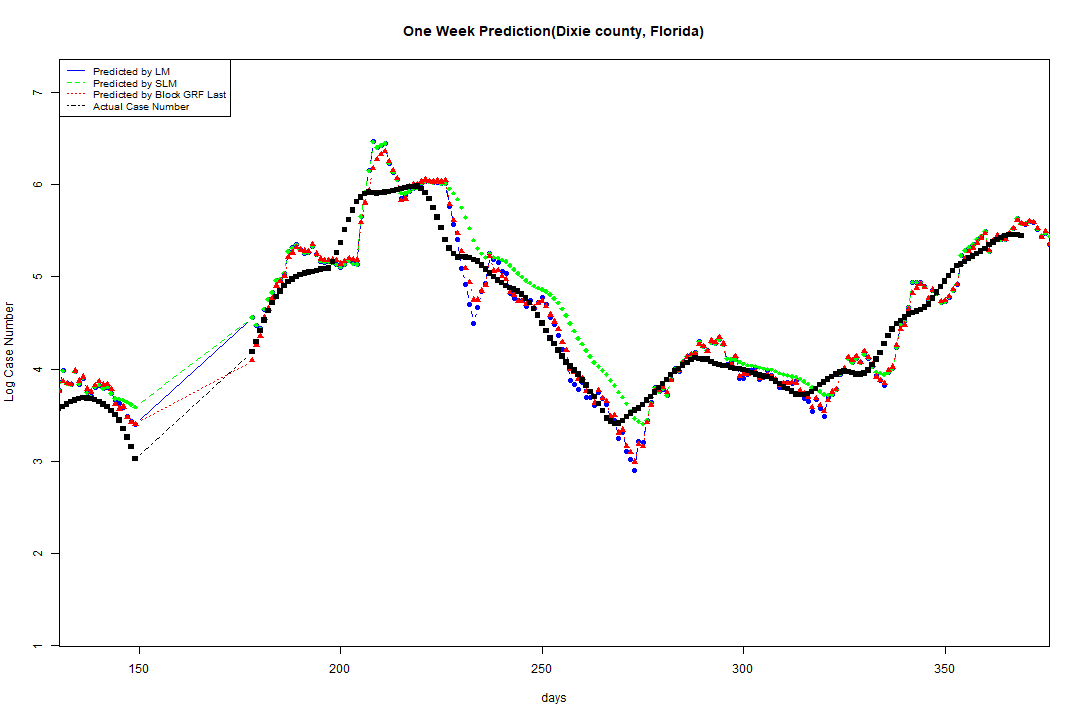 One Week Prediction(Dixie county, Florida)
Predicted by LM
Predicted by SLM
Predicted by Block GRF Last
Actual Case Number
Log Case Number
7
6
5
4
3
2
1
150 200 250 300 350
days